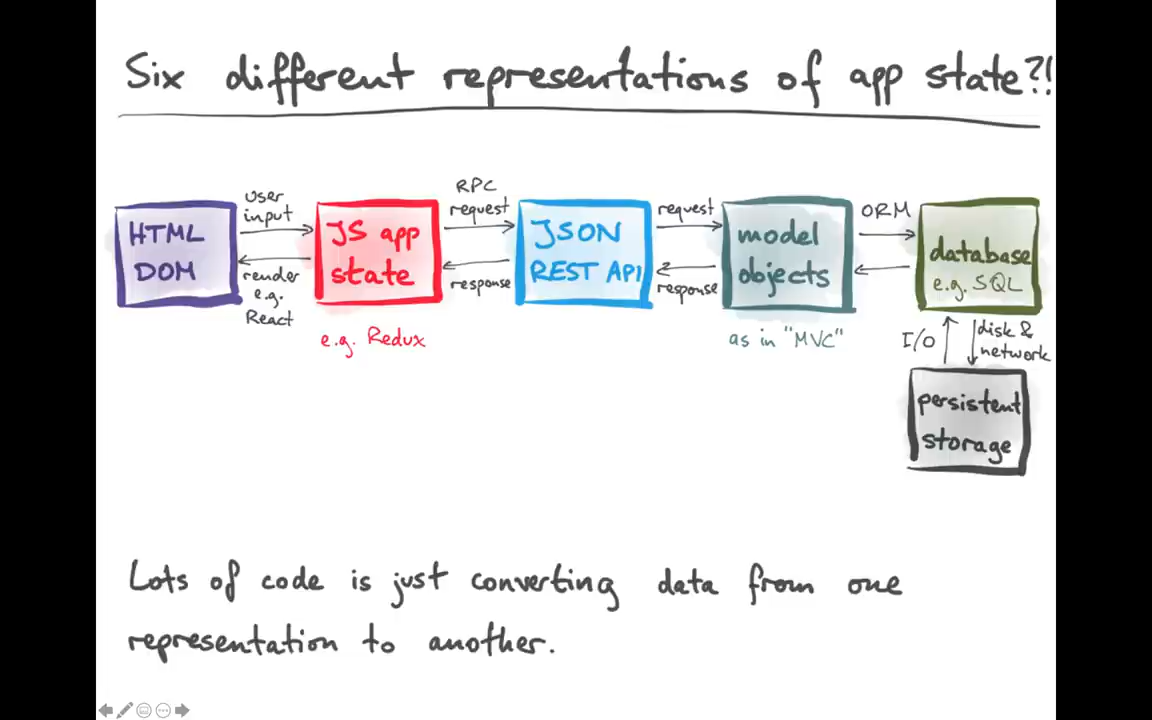 Six different representations of app state?!
HTML
DOM
user
input
render
e.g.
React
JS app
state
e.g. Redux
RPC
request
response
JSON
REST API
request
response
model
objects
as in "MVC"
ORM
database
e.g. SQL
I/O
disk &
network
persistent
storage
Lots of code is just converting data from one
representation to another.